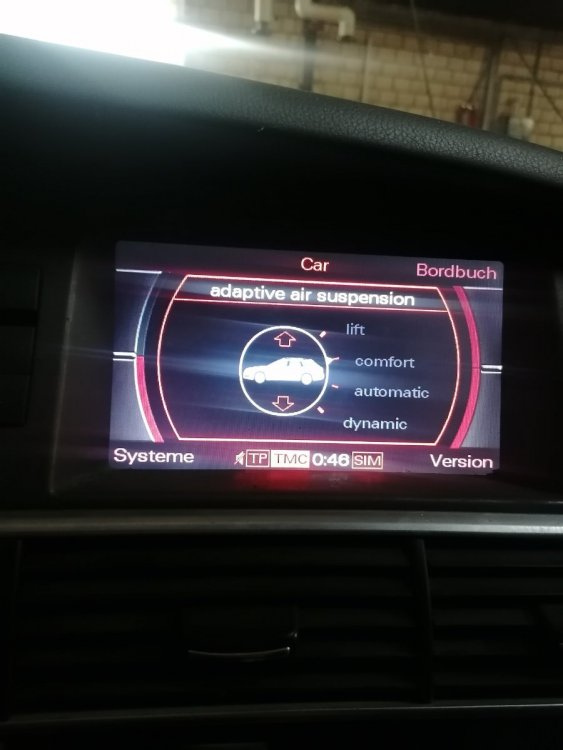 Car
Bordbuch
adaptive air suspension
lift
comfort
automatic
dynamic
Systeme
TP TMC 0:46 SIM
Version